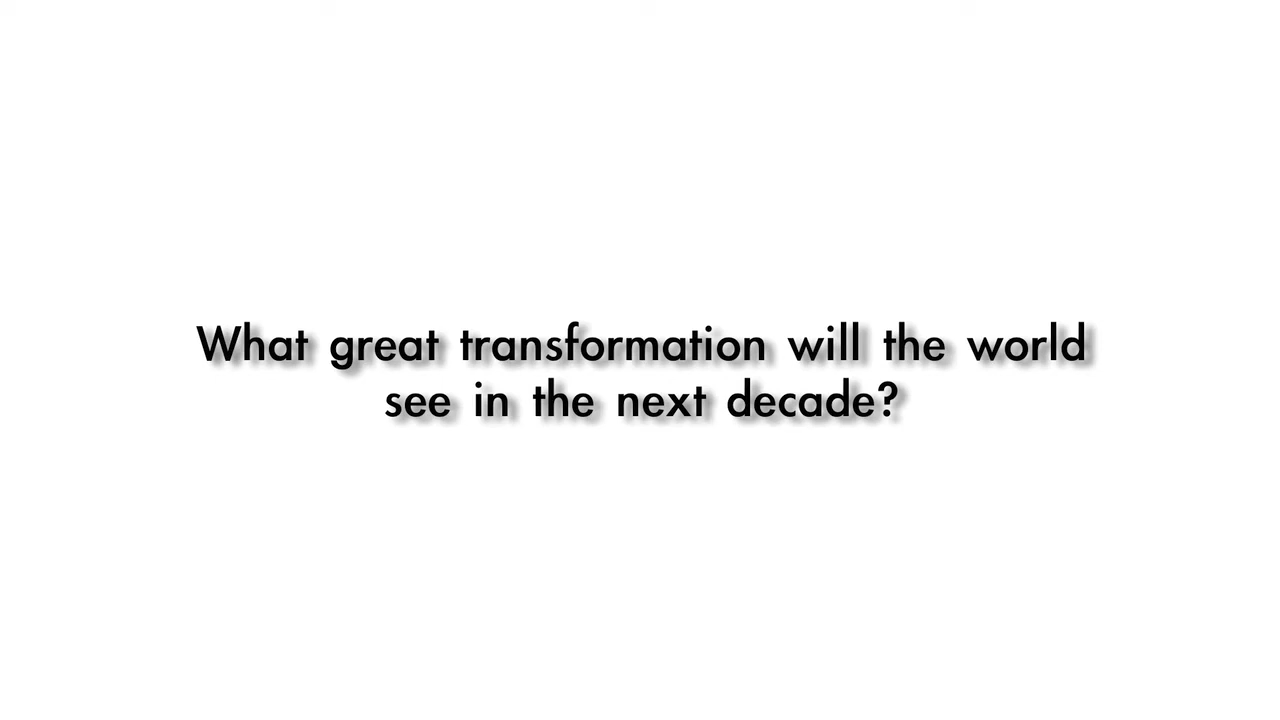 What great transformation will the world
see in the next decade?